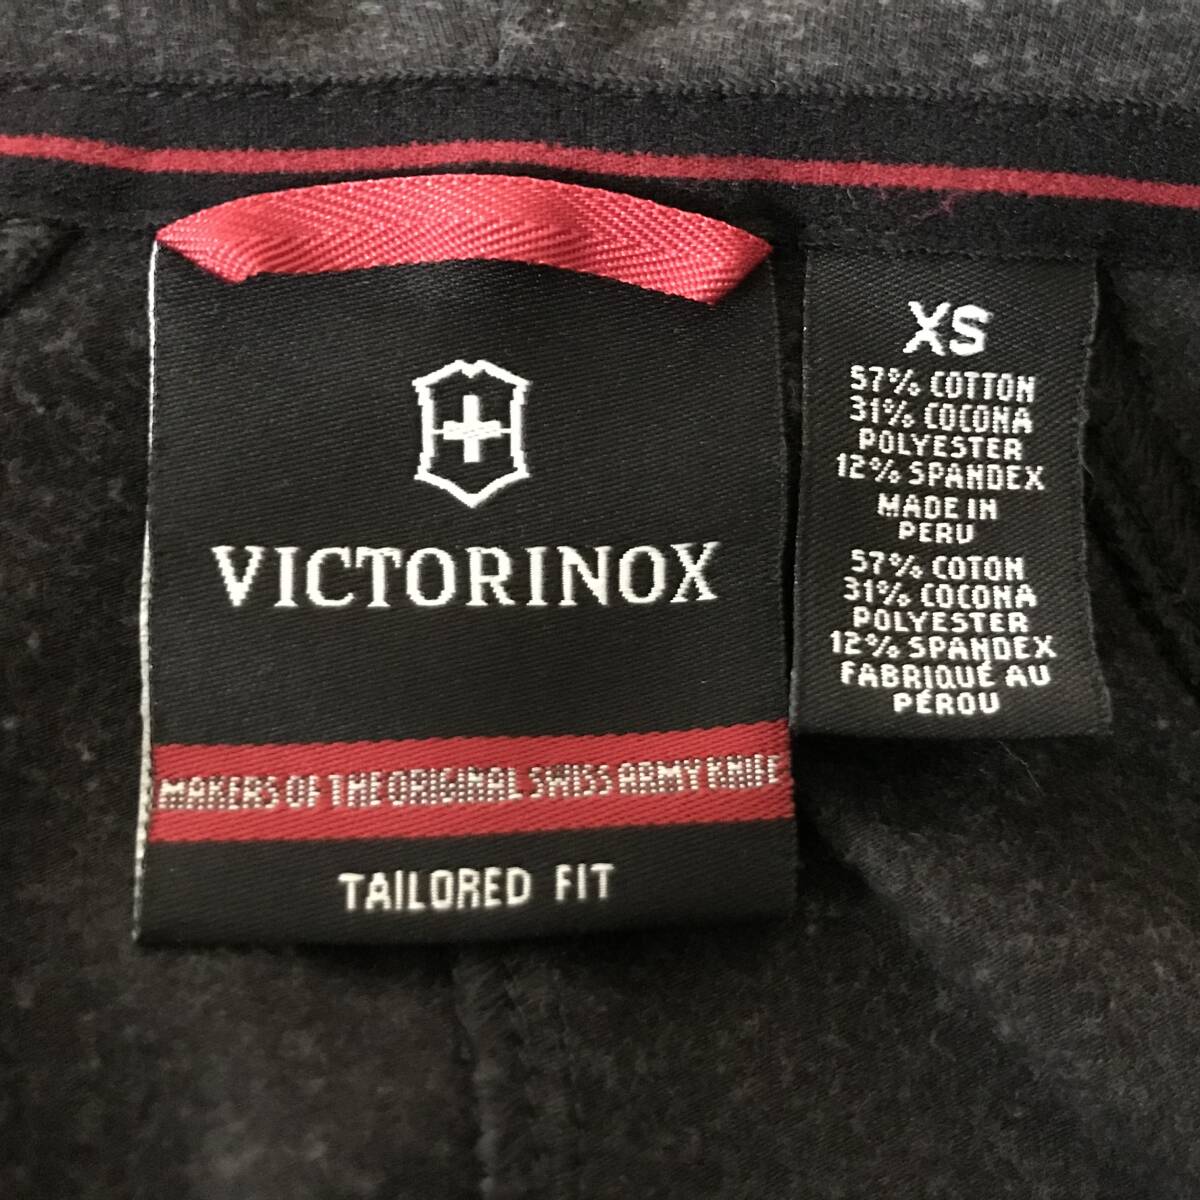 VICTORINOX
MAKERS OF THE ORIGINAL SWISS ARMY KNIFE
TAILORED FIT
XS
57% COTTON
31% COCONA
POLYESTER
12% SPANDEX
MADE IN
PERU
57% COTON
31% COCONA
POLYESTER
12% SPANDEX
FABRIQUÉ AU
PÉROU